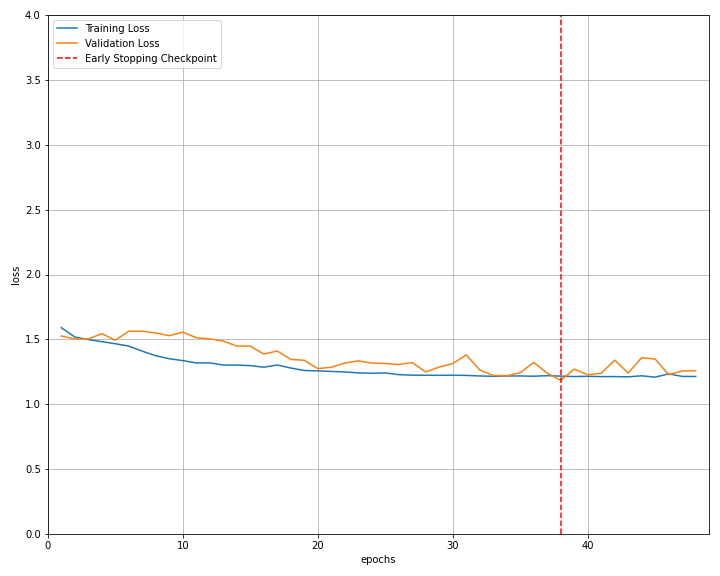 Training Loss
Validation Loss
Early Stopping Checkpoint
4.0
3.5
3.0
2.5
2.0
1.5
1.0
0.5
0.0
loss
0 10 20 30 40
epochs